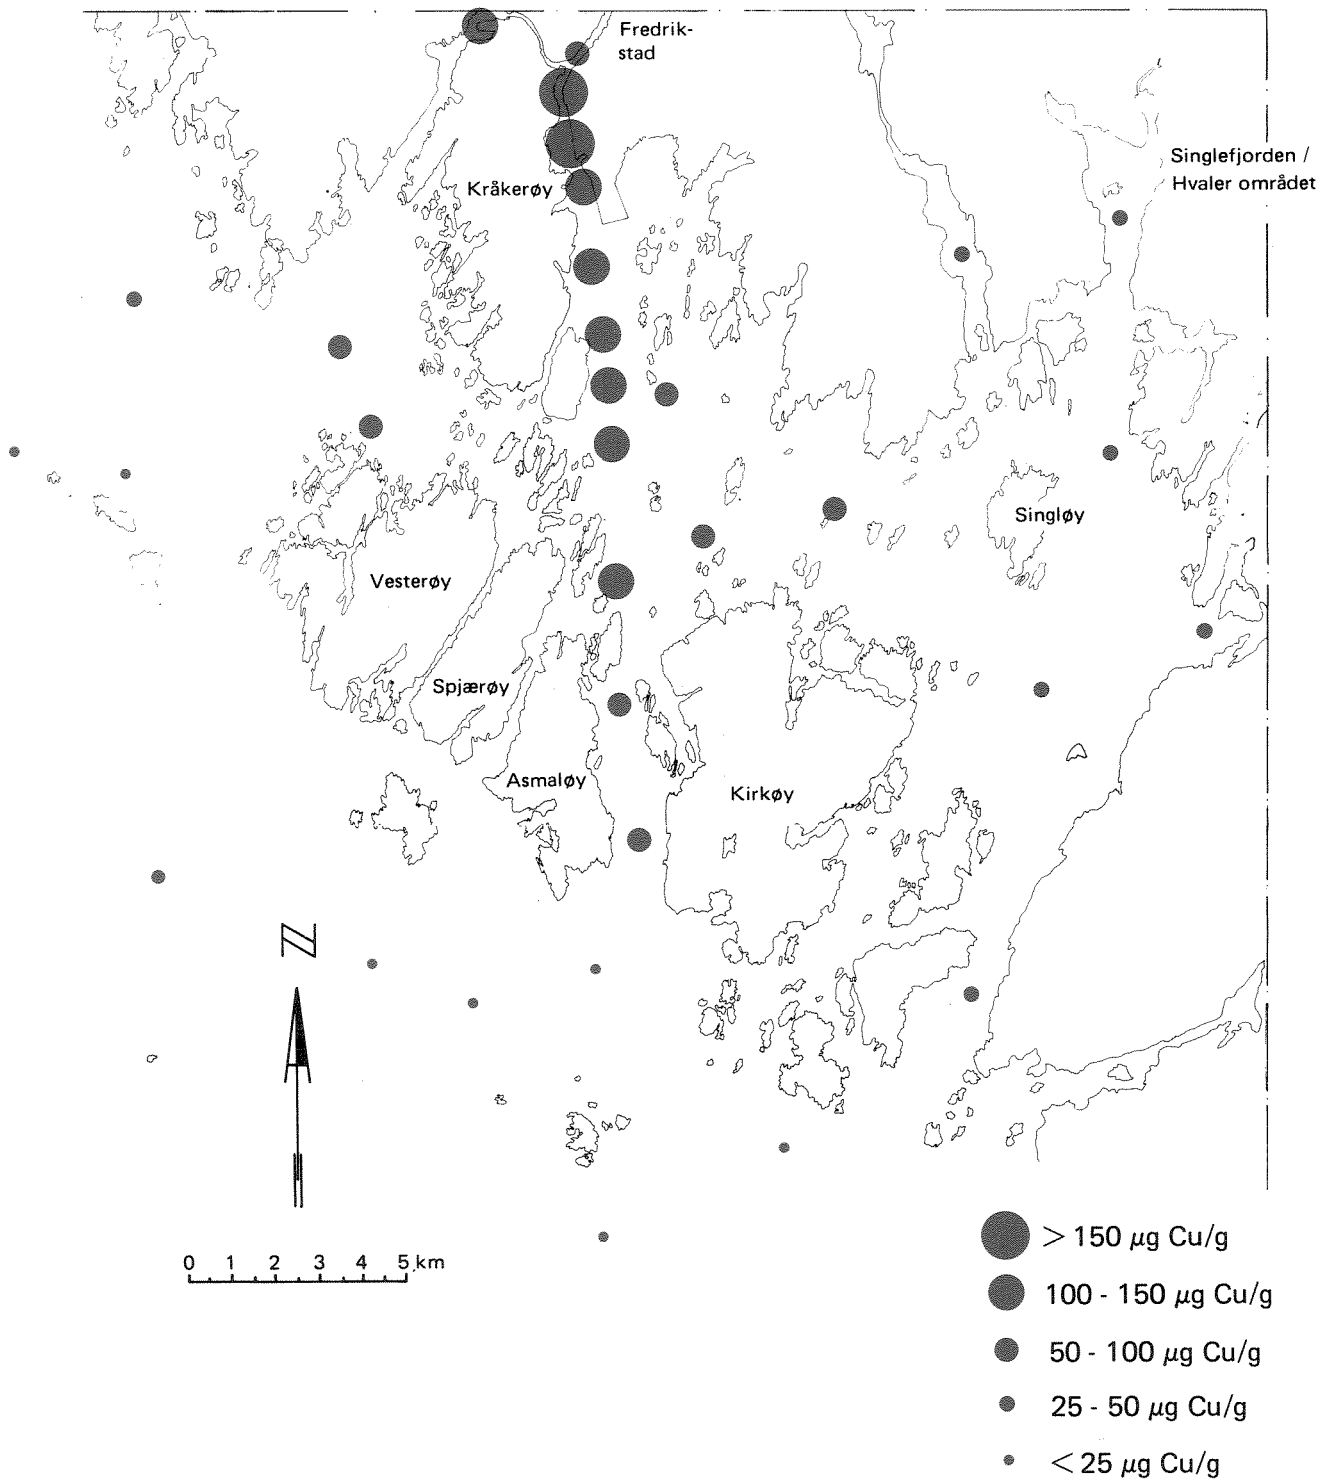 Fredrik-
stad
Singlefjorden /
Hvaler området
Kråkerøy
Singløy
Vesterøy
Spjærøy
Asmaløy
Kirkøy
N
0 1 2 3 4 5 km
> 150 µg Cu/g
100 - 150 µg Cu/g
50 - 100 µg Cu/g
25 - 50 µg Cu/g
< 25 µg Cu/g